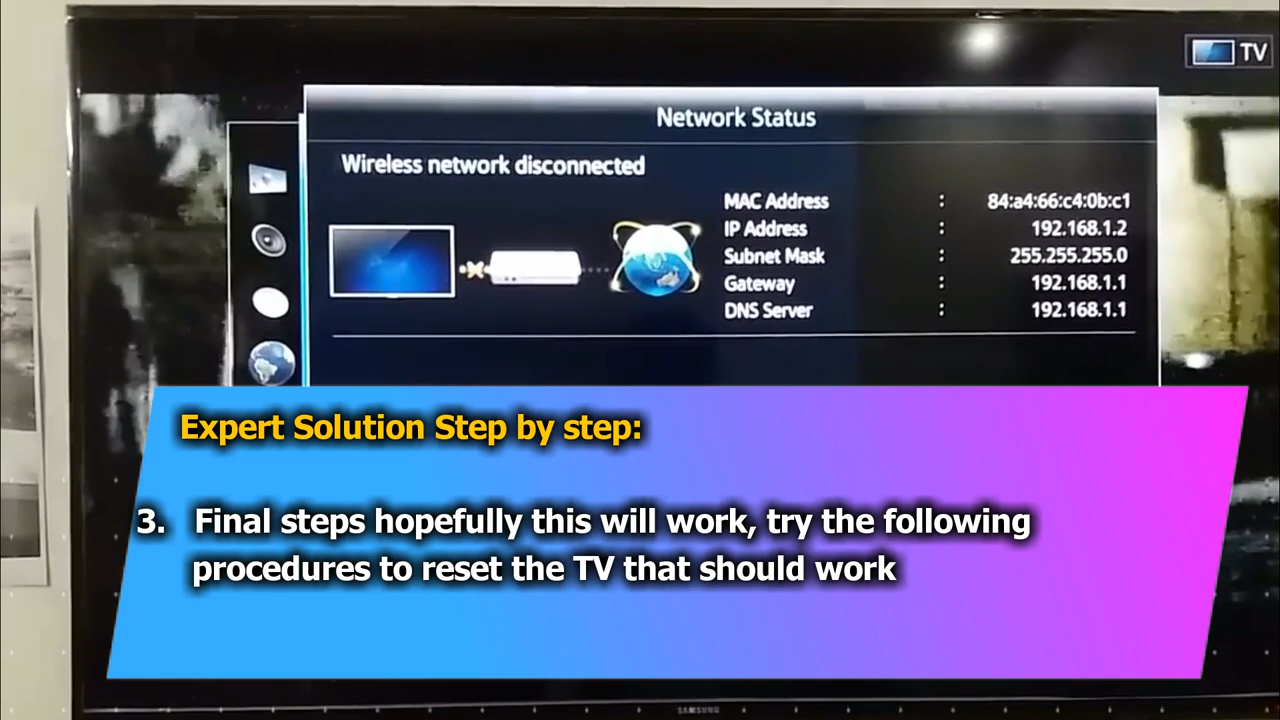 TV
Network Status
Wireless network disconnected
MAC Address : 84:a4:66:c4:0b:c1
IP Address : 192.168.1.2
Subnet Mask : 255.255.255.0
Gateway : 192.168.1.1
DNS Server : 192.168.1.1
Expert Solution Step by step:
3. Final steps hopefully this will work, try the following
procedures to reset the TV that should work
SAMSUNG